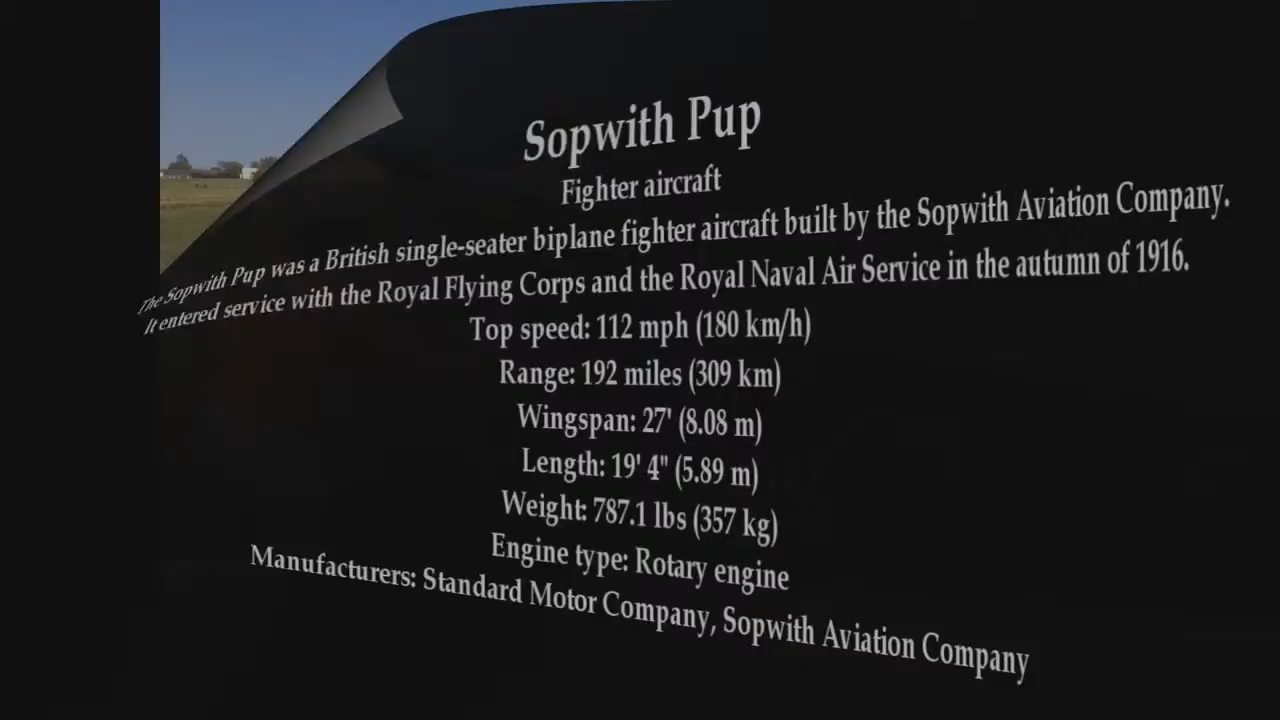 Sopwith Pup
Fighter aircraft
The Sopwith Pup was a British single-seater biplane fighter aircraft built by the Sopwith Aviation Company.
It entered service with the Royal Flying Corps and the Royal Naval Air Service in the autumn of 1916.
Top speed: 112 mph (180 km/h)
Range: 192 miles (309 km)
Wingspan: 27' (8.08 m)
Length: 19' 4" (5.89 m)
Weight: 787.1 lbs (357 kg)
Engine type: Rotary engine
Manufacturers: Standard Motor Company, Sopwith Aviation Company